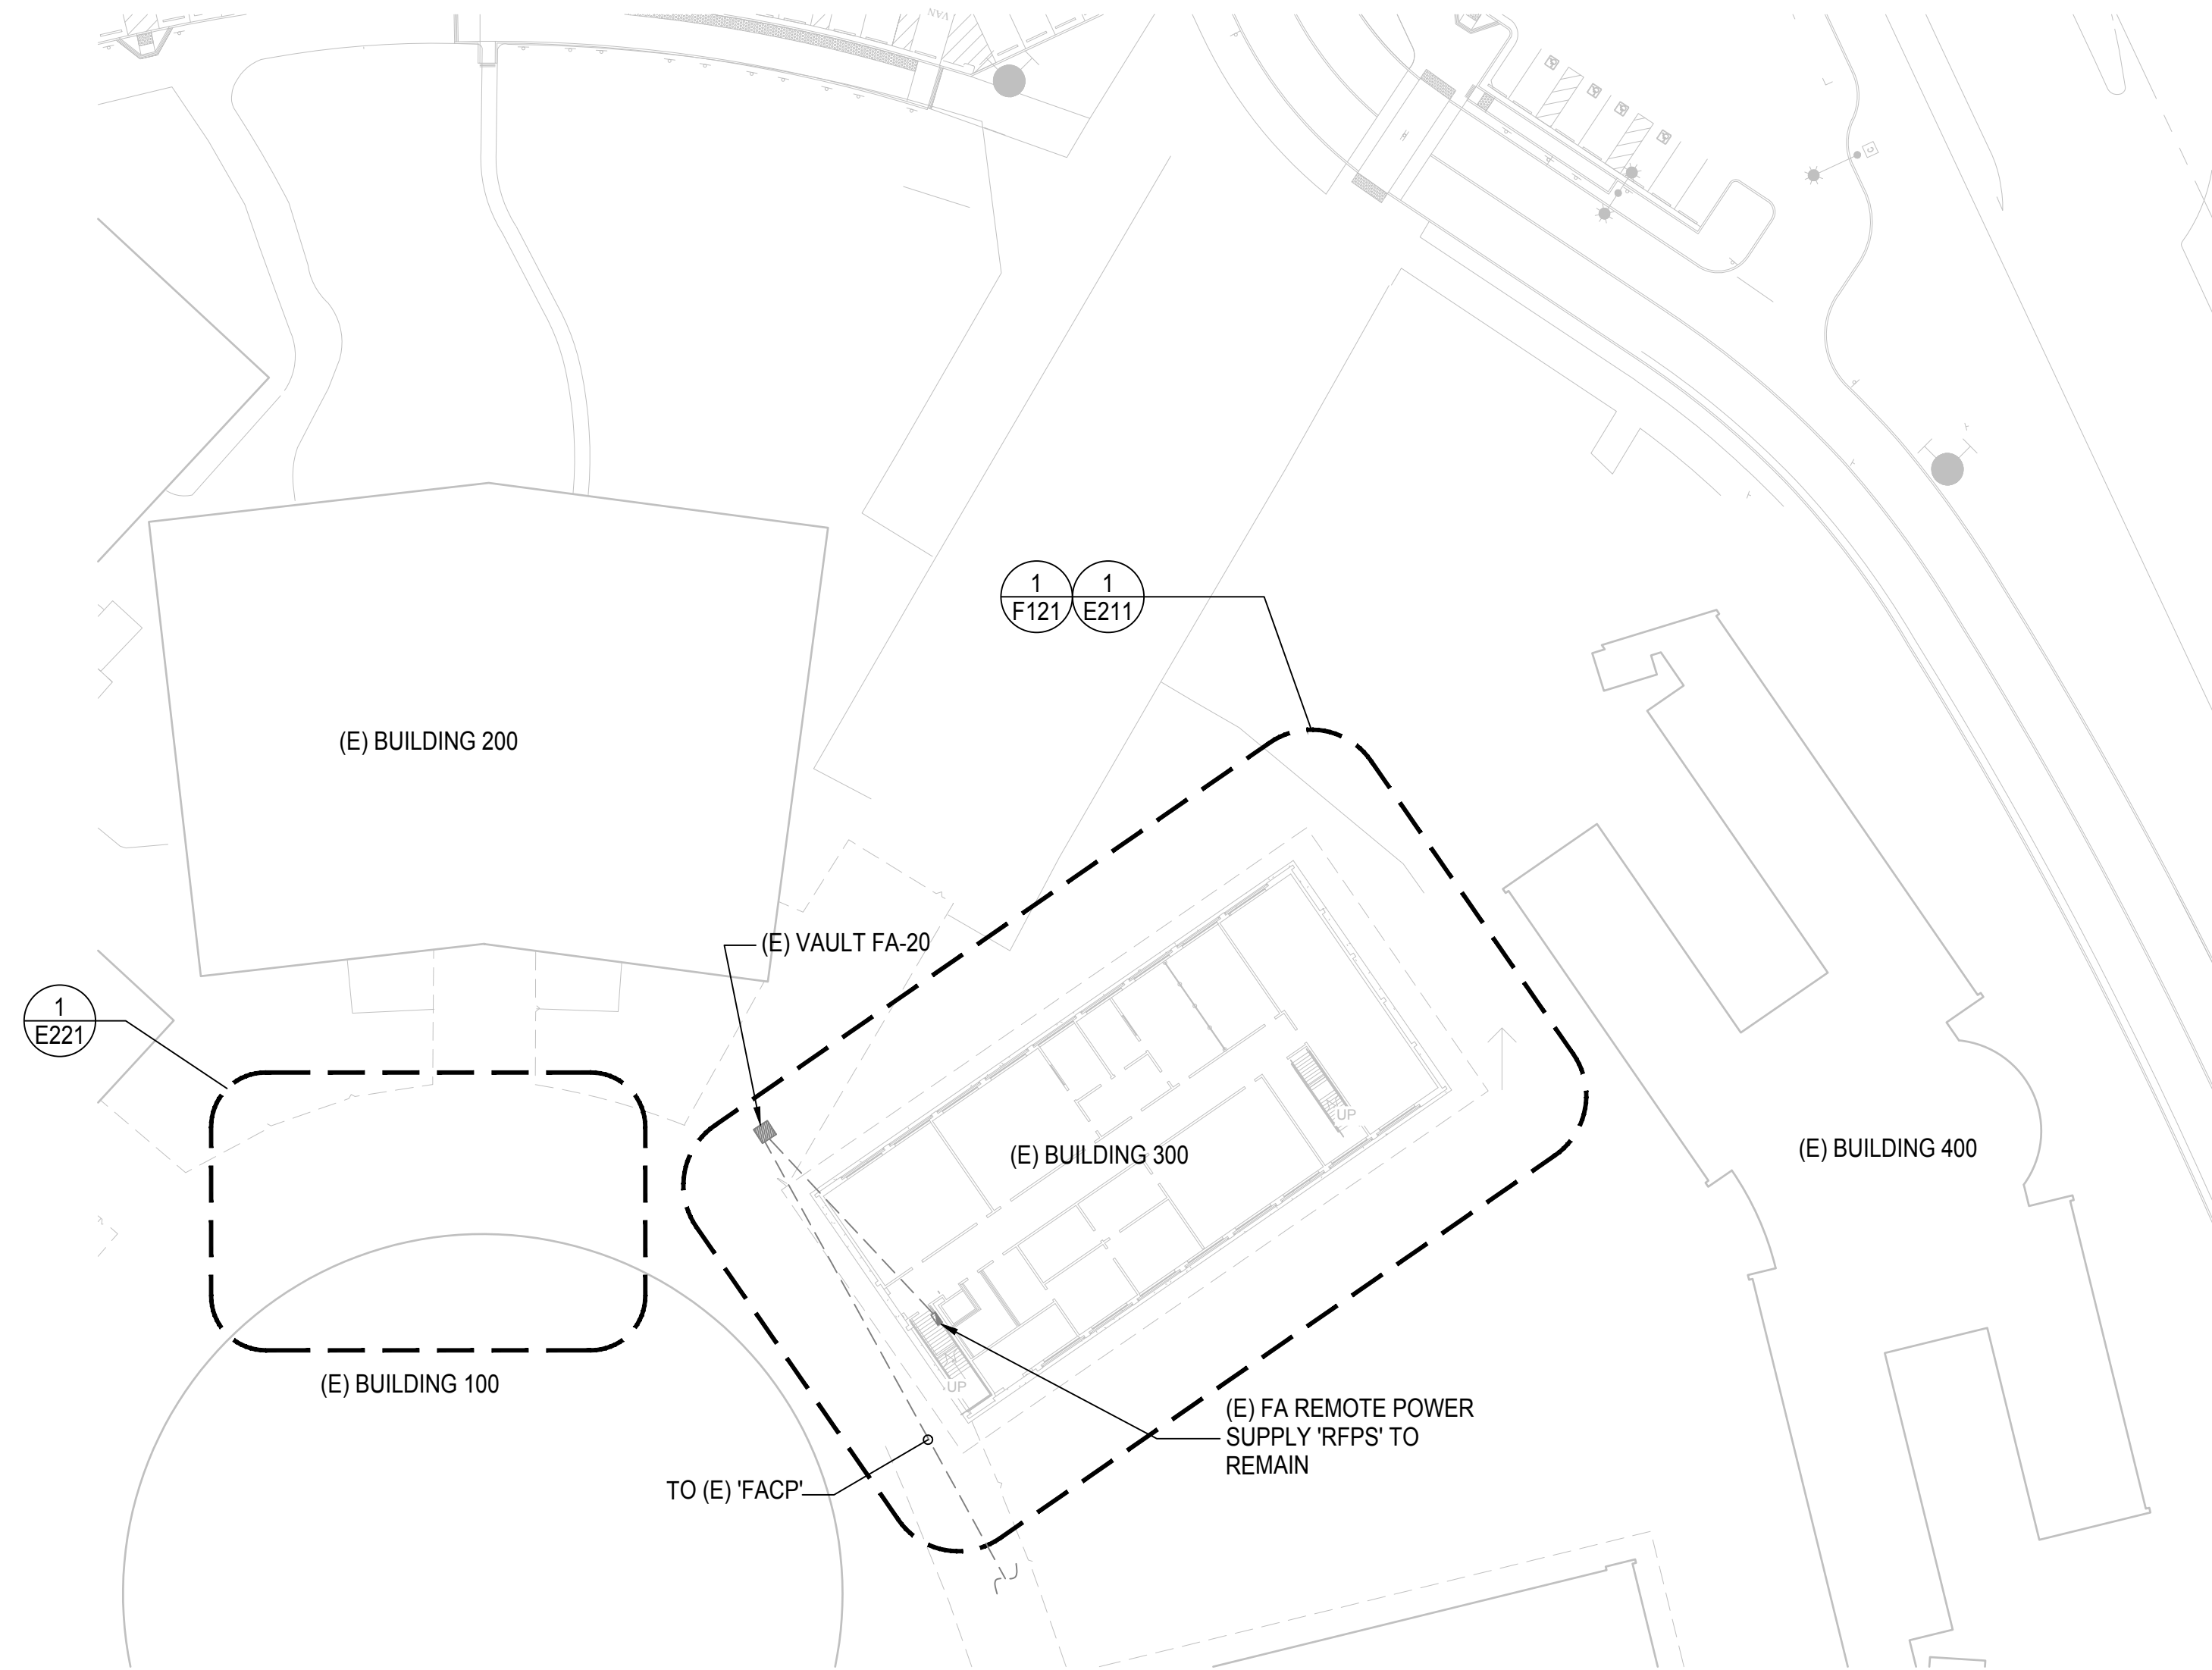 VAN
1
F121
1
E211
(E) BUILDING 200
(E) VAULT FA-20
1
E221
UP
(E) BUILDING 300
(E) BUILDING 400
(E) BUILDING 100
UP
(E) FA REMOTE POWER
SUPPLY 'RFPS' TO
REMAIN
TO (E) 'FACP'